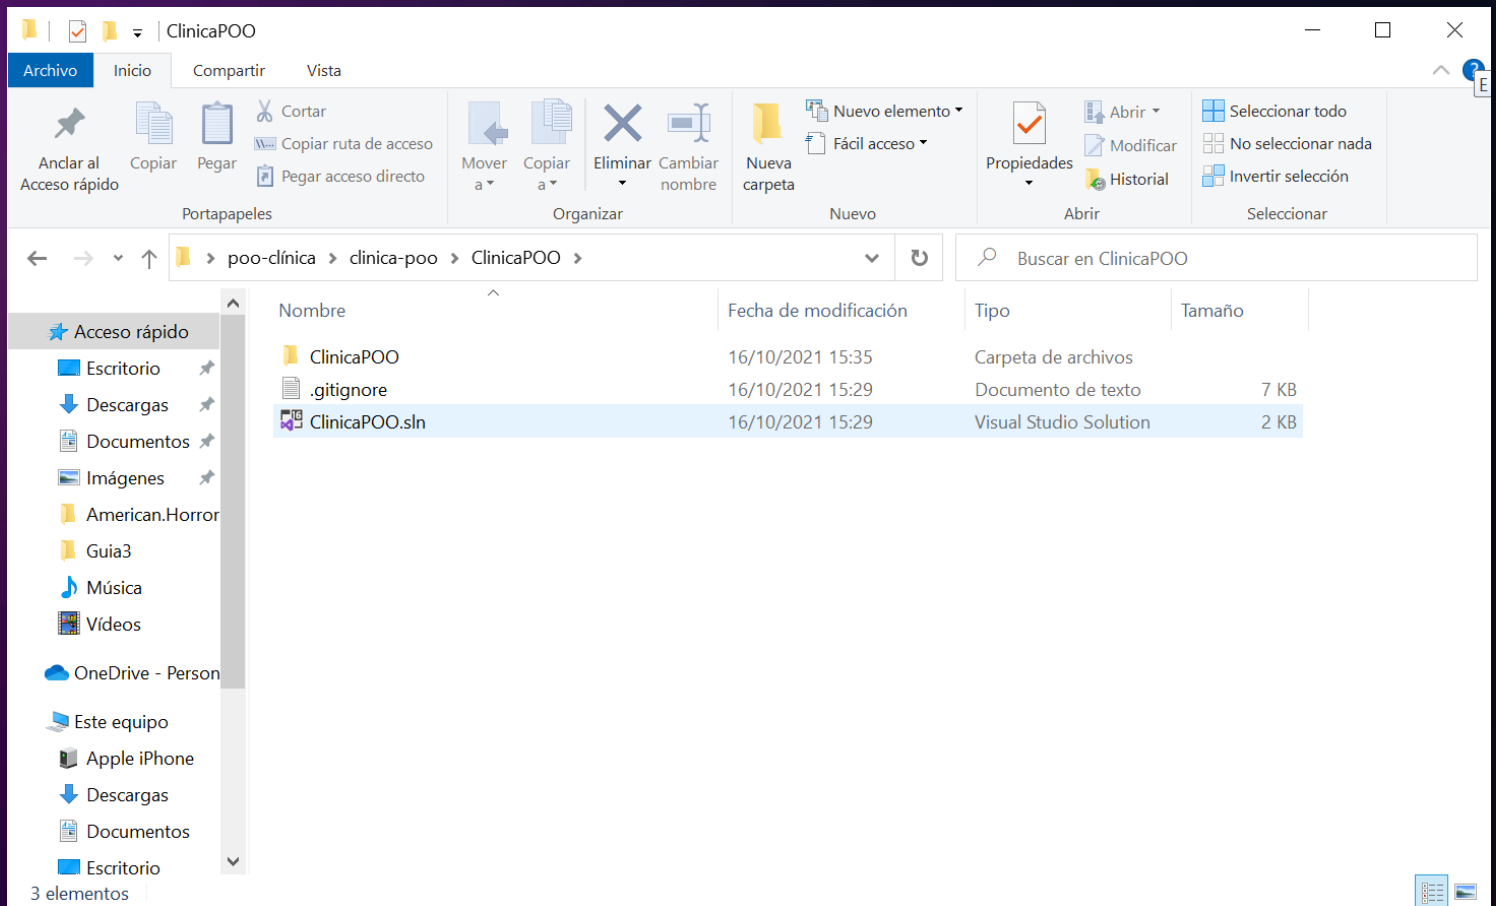 ClinicaPOO
Archivo Inicio Compartir Vista
?
E
Anclar al
Acceso rápido
Copiar
Pegar
Cortar
Copiar ruta de acceso
Pegar acceso directo
Portapapeles
Mover
a
Copiar
a
Eliminar
Cambiar
nombre
Organizar
Nueva
carpeta
Nuevo elemento
Fácil acceso
Nuevo
Propiedades
Abrir
Modificar
Historial
Abrir
Seleccionar todo
No seleccionar nada
Invertir selección
Seleccionar
poo-clínica > clinica-poo > ClinicaPOO >
Buscar en ClinicaPOO
Nombre Fecha de modificación Tipo Tamaño
ClinicaPOO 16/10/2021 15:35 Carpeta de archivos
.gitignore 16/10/2021 15:29 Documento de texto 7 KB
ClinicaPOO.sln 16/10/2021 15:29 Visual Studio Solution 2 KB
Acceso rápido
Escritorio
Descargas
Documentos
Imágenes
American.Horror
Guia3
Música
Vídeos
OneDrive - Person
Este equipo
Apple iPhone
Descargas
Documentos
Escritorio
3 elementos